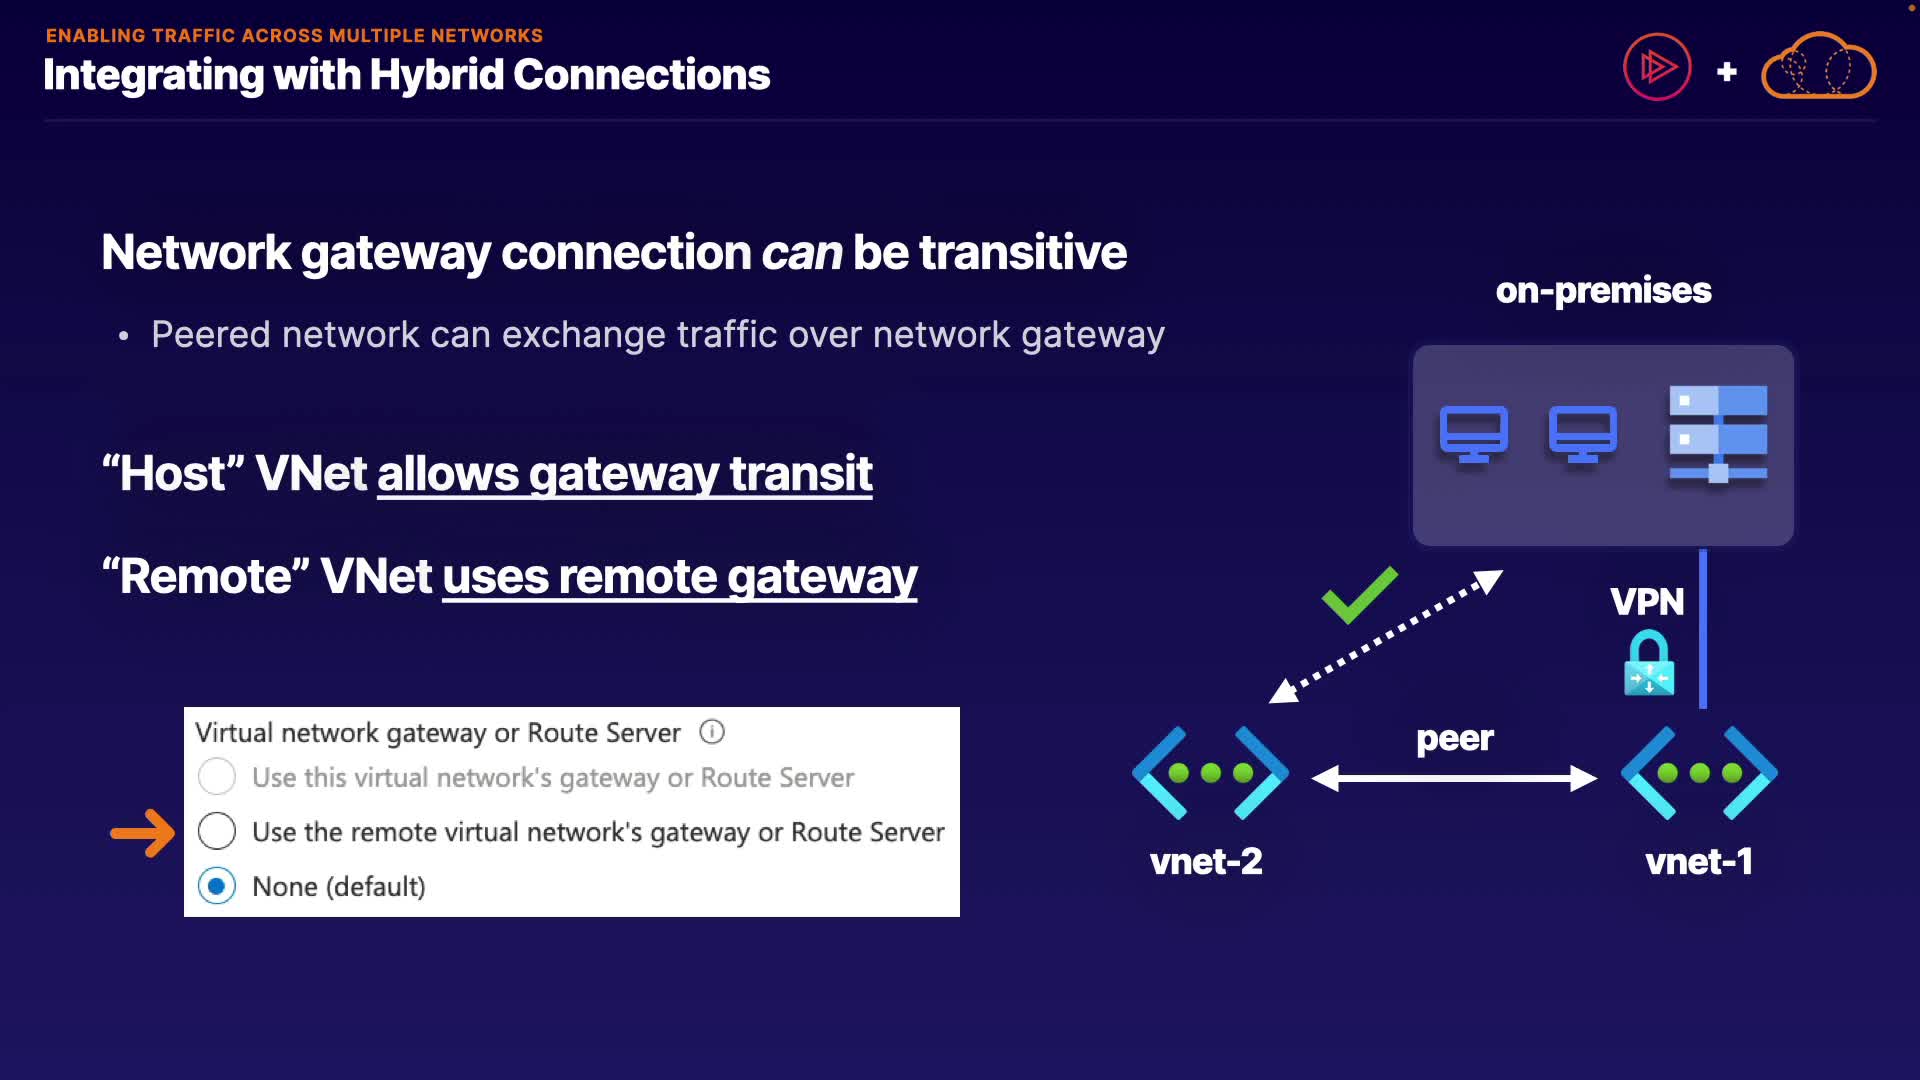 ENABLING TRAFFIC ACROSS MULTIPLE NETWORKS
Integrating with Hybrid Connections
+
Network gateway connection can be transitive
• Peered network can exchange traffic over network gateway
“Host” VNet allows gateway transit
“Remote” VNet uses remote gateway
Virtual network gateway or Route Server
Use this virtual network's gateway or Route Server
Use the remote virtual network's gateway or Route Server
None (default)
on-premises
VPN
peer
vnet-2
vnet-1